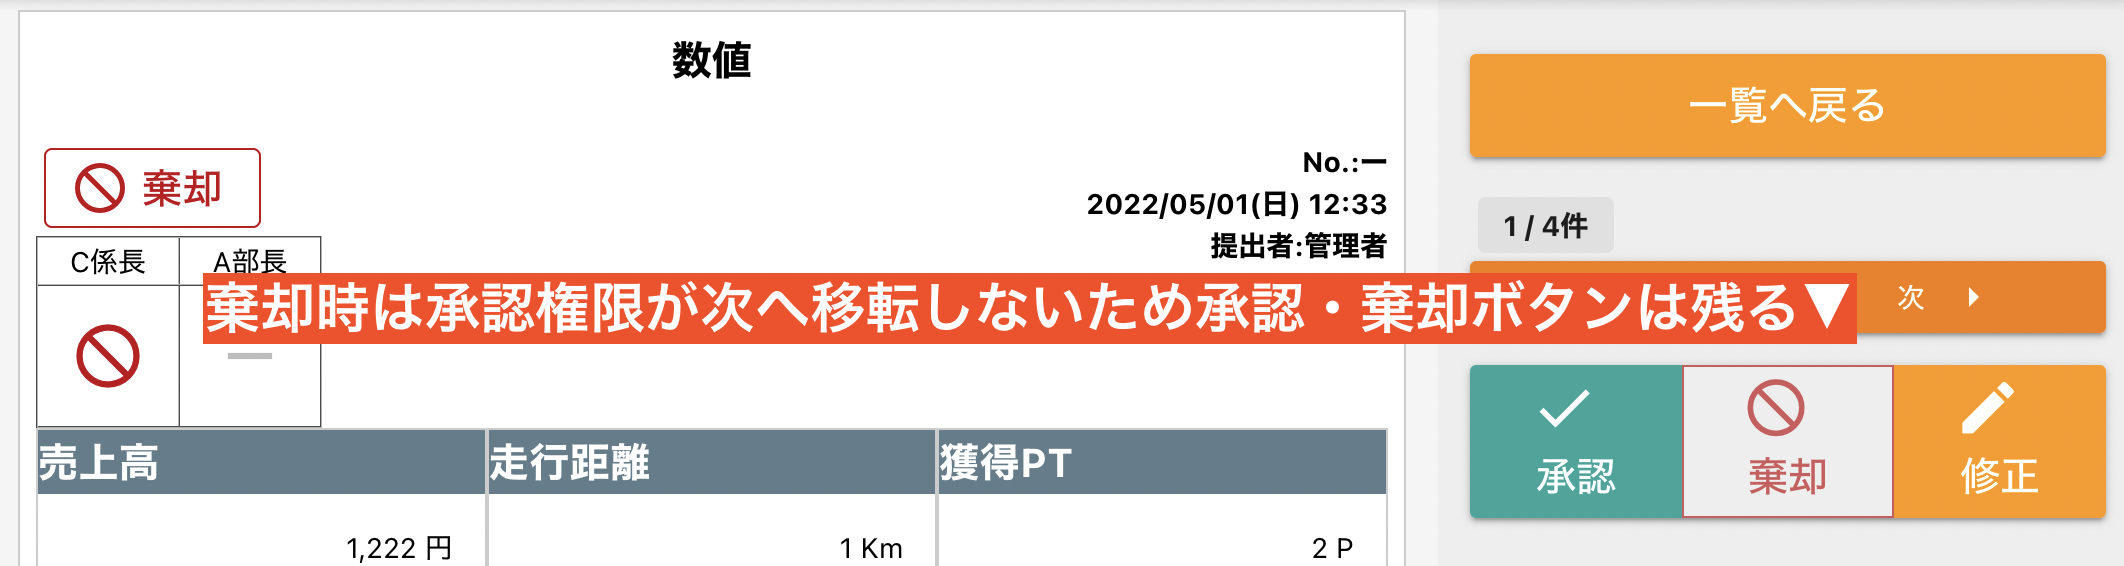 数値
棄却
No.:ー
2022/05/01(日) 12:33
提出者:管理者
C係長 A部長
棄却時は承認権限が次へ移転しないため承認・棄却ボタンは残る▼
売上高 走行距離 獲得PT
1,222 円 1 Km 2 P
一覧へ戻る
1 / 4件
次
承認 棄却 修正